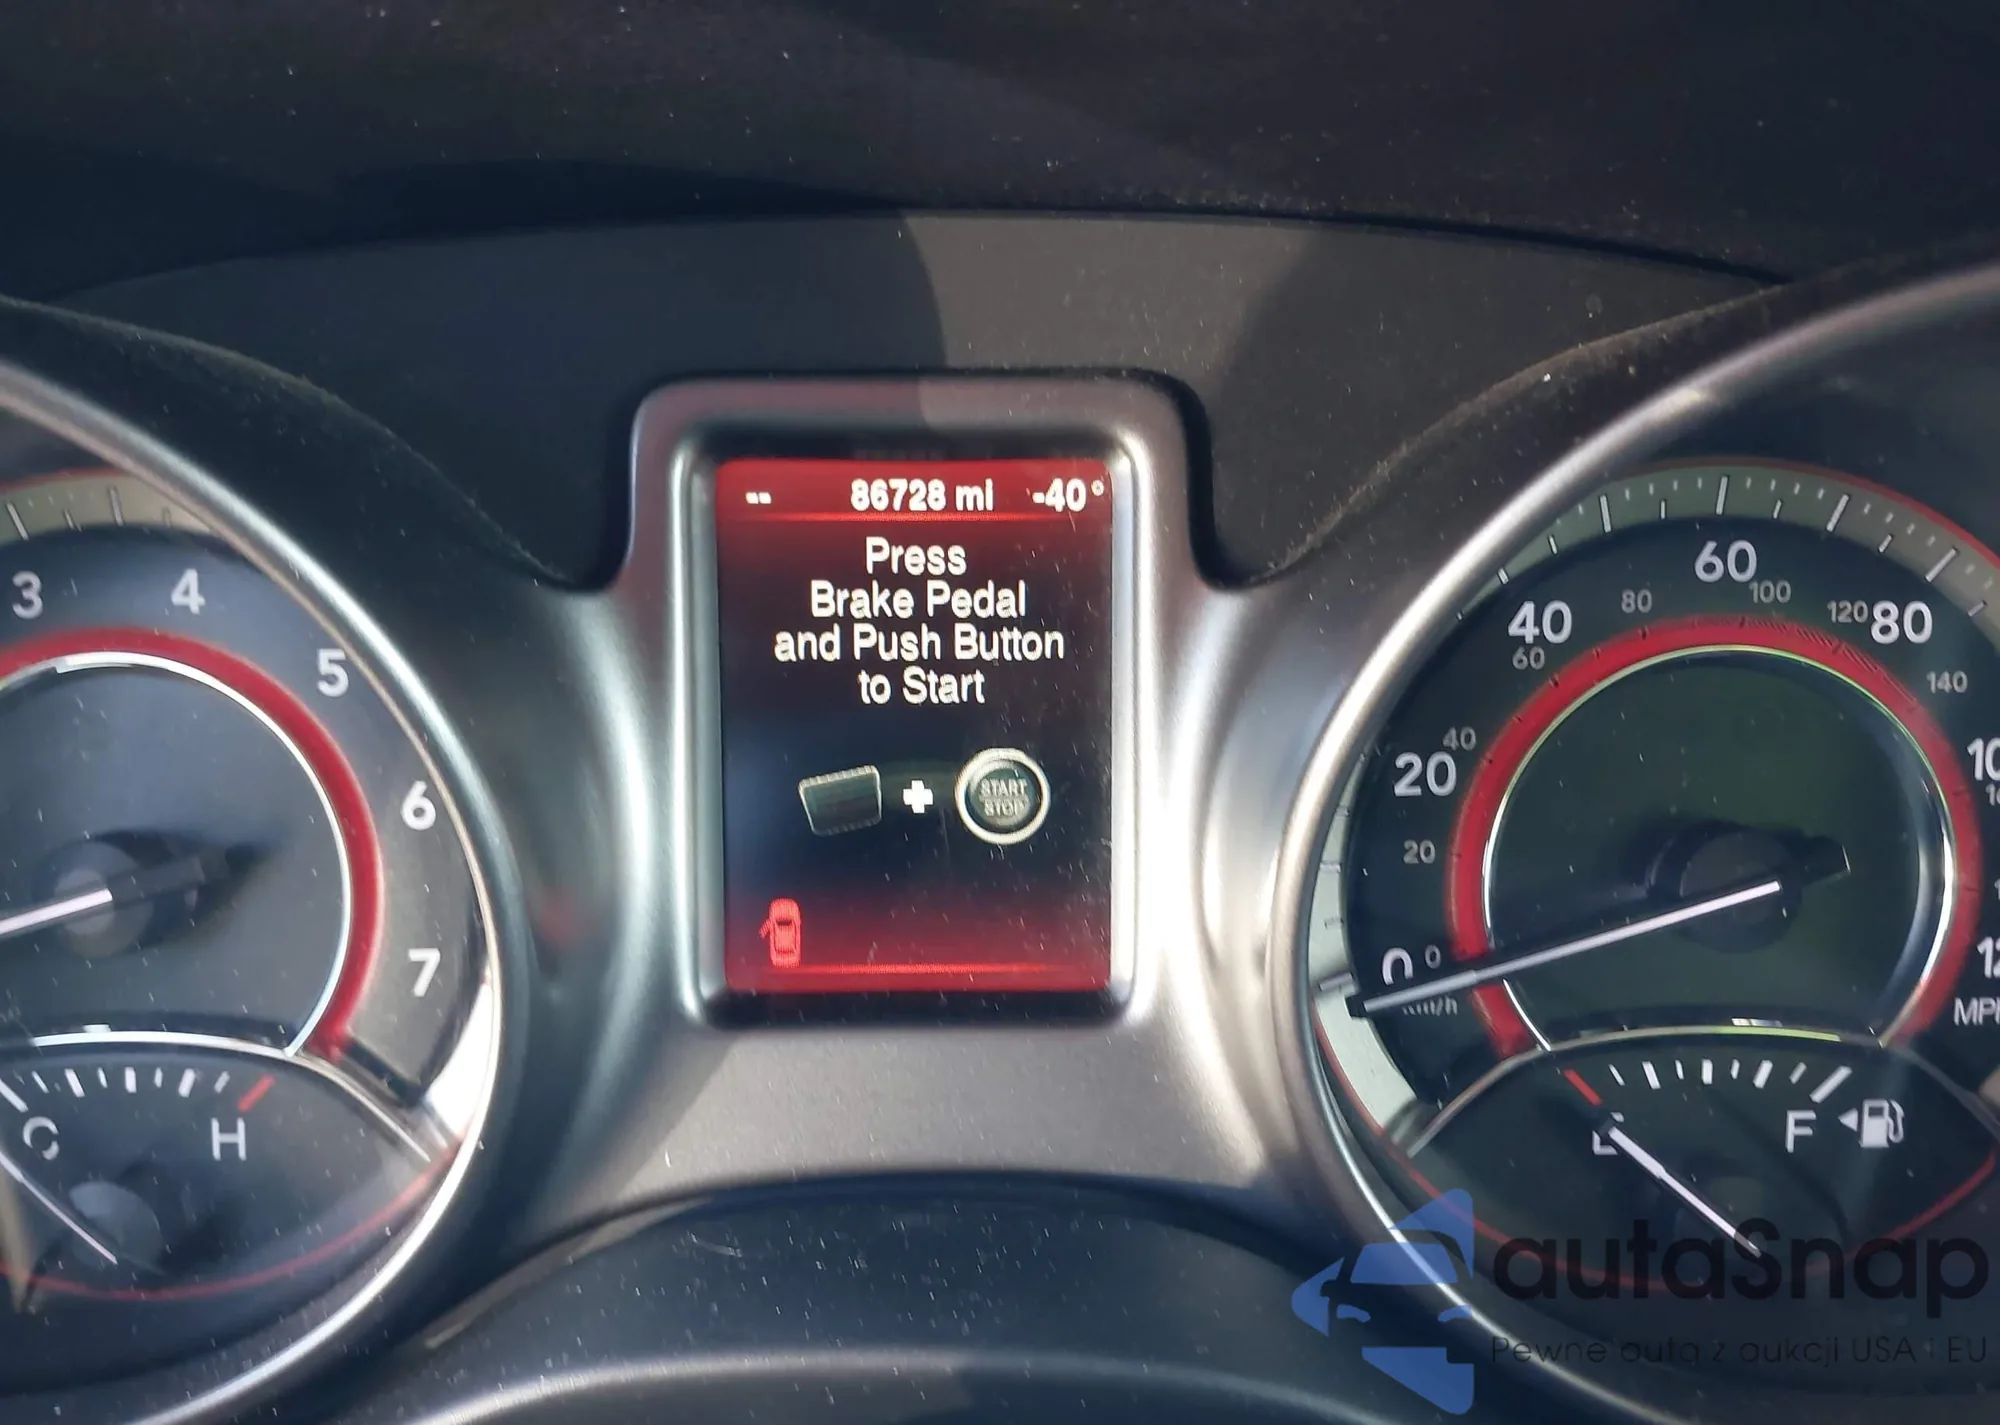 -- 86728 mi -40°
Press
Brake Pedal
and Push Button
to Start
START
STOP
3 4 5 6 7
C H
0 20 40 60 80
0 20 40 60 80 100 120 140
km/h
MPH
E F
autaSnap
Pewne auta z aukcji USA i EU